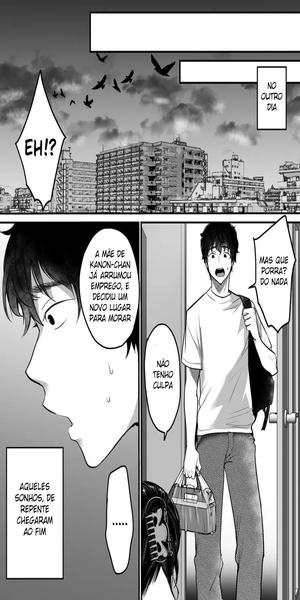 NO
OUTRO
DIA
EH!?
MAS QUE
PORRA?
DO NADA
A MÃE DE
KANON-CHAN
JÁ ARRUMOU
EMPREGO, E
DECIDIU UM
NOVO LUGAR
PARA MORAR
NÃO
TENHO
CULPA
.....
AQUELES
SONHOS, DE
REPENTE
CHEGARAM
AO FIM